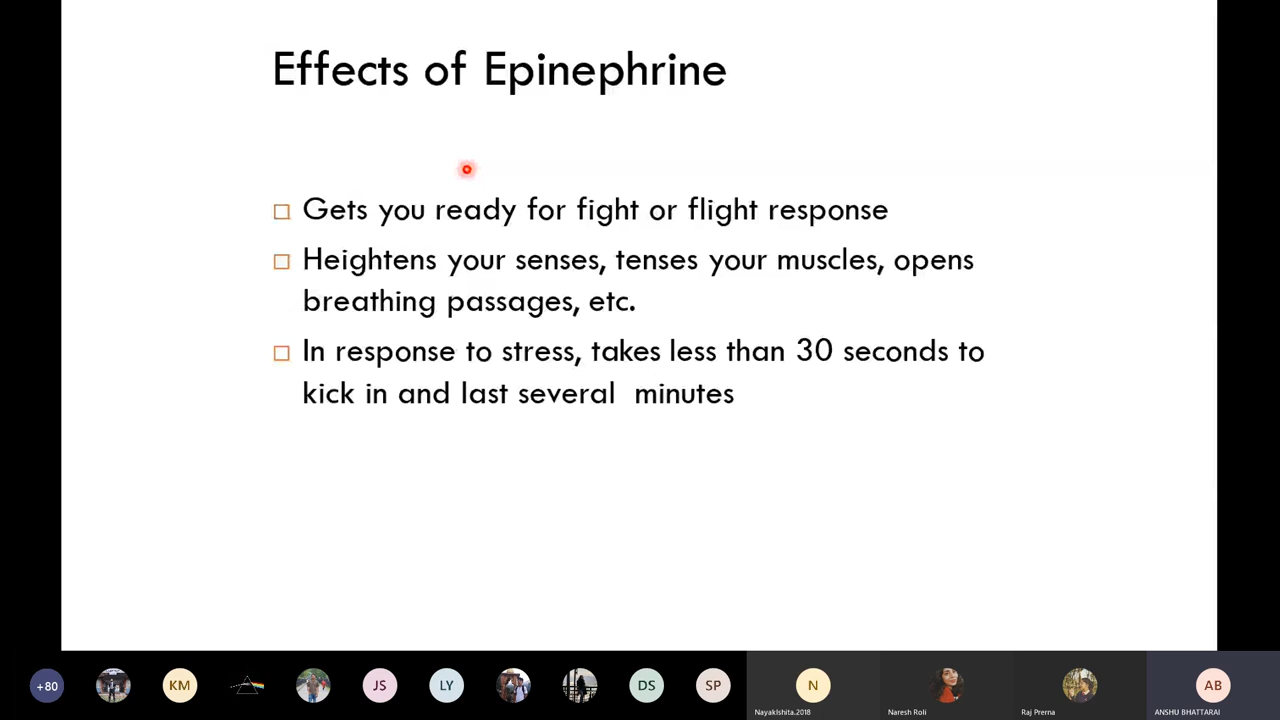 Effects of Epinephrine
Gets you ready for fight or flight response
Heightens your senses, tenses your muscles, opens
breathing passages, etc.
In response to stress, takes less than 30 seconds to
kick in and last several minutes
+80
KM
JS
LY
DS
SP
N
AB
NayakIshita.2018
Naresh Roli
Raj Prerna
ANSHU BHATTARAI